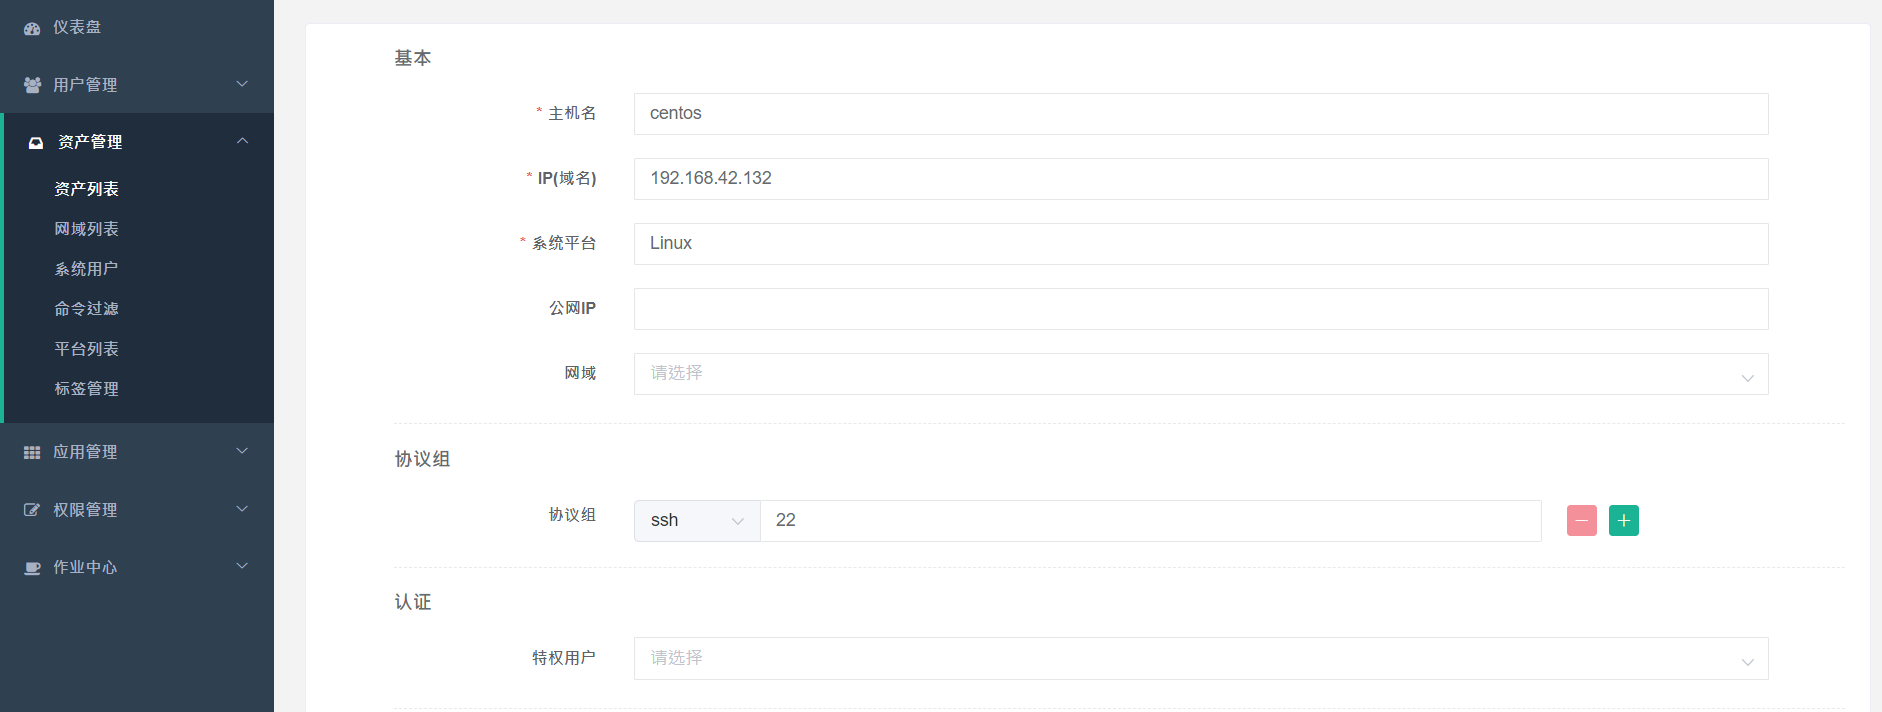 仪表盘
用户管理
资产管理
资产列表
网域列表
系统用户
命令过滤
平台列表
标签管理
应用管理
权限管理
作业中心
基本
* 主机名 centos
* IP(域名) 192.168.42.132
* 系统平台 Linux
公网IP
网域 请选择
协议组
协议组 ssh 22
认证
特权用户 请选择